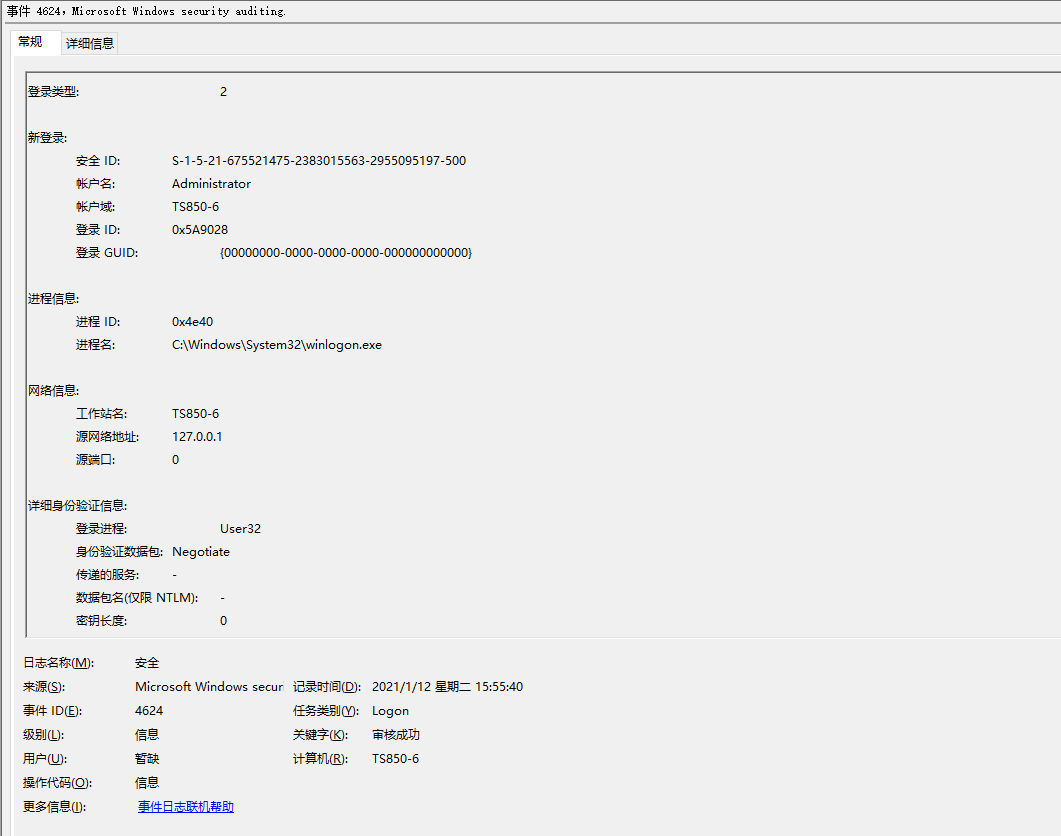 事件 4624，Microsoft Windows security auditing.
常规 详细信息
登录类型: 2
新登录:
安全 ID: S-1-5-21-675521475-2383015563-2955095197-500
帐户名: Administrator
帐户域: TS850-6
登录 ID: 0x5A9028
登录 GUID: {00000000-0000-0000-0000-000000000000}
进程信息:
进程 ID: 0x4e40
进程名: C:\Windows\System32\winlogon.exe
网络信息:
工作站名: TS850-6
源网络地址: 127.0.0.1
源端口: 0
详细身份验证信息:
登录进程: User32
身份验证数据包: Negotiate
传递的服务: -
数据包名(仅限 NTLM): -
密钥长度: 0
日志名称(M): 安全
来源(S): Microsoft Windows securi 记录时间(D): 2021/1/12 星期二 15:55:40
事件 ID(E): 4624 任务类别(Y): Logon
级别(L): 信息 关键字(K): 审核成功
用户(U): 暂缺 计算机(R): TS850-6
操作代码(O): 信息
更多信息(I): 事件日志联机帮助